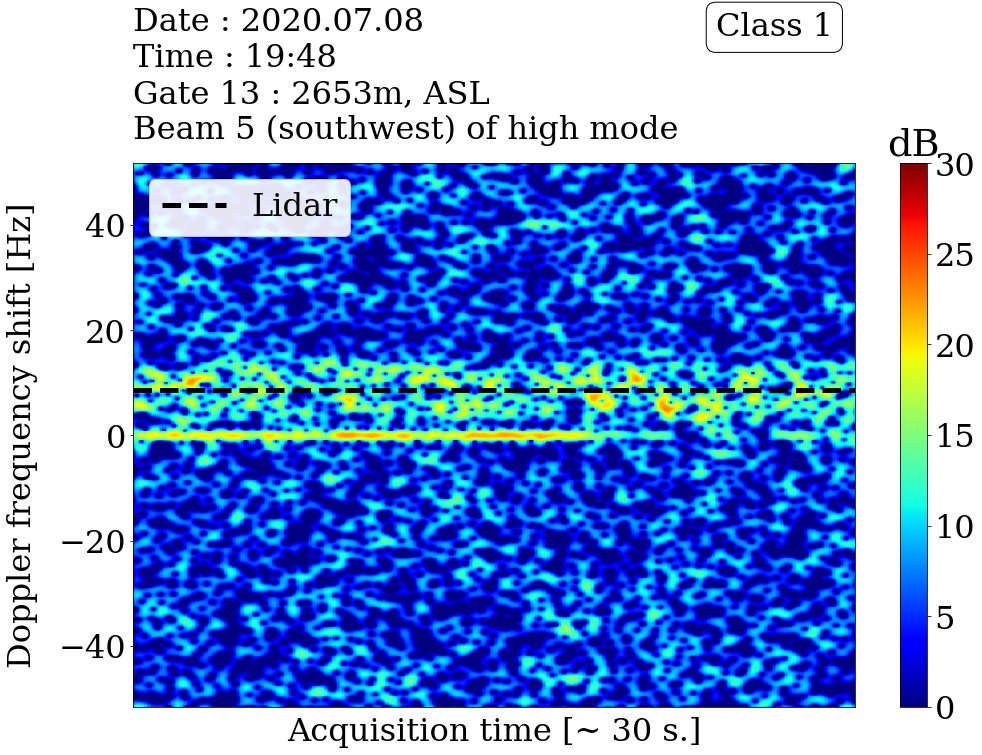 Date : 2020.07.08
Time : 19:48
Gate 13 : 2653m, ASL
Beam 5 (southwest) of high mode
Class 1
dB
Lidar
Doppler frequency shift [Hz]
40
20
0
−20
−40
Acquisition time [~ 30 s.]
30
25
20
15
10
5
0